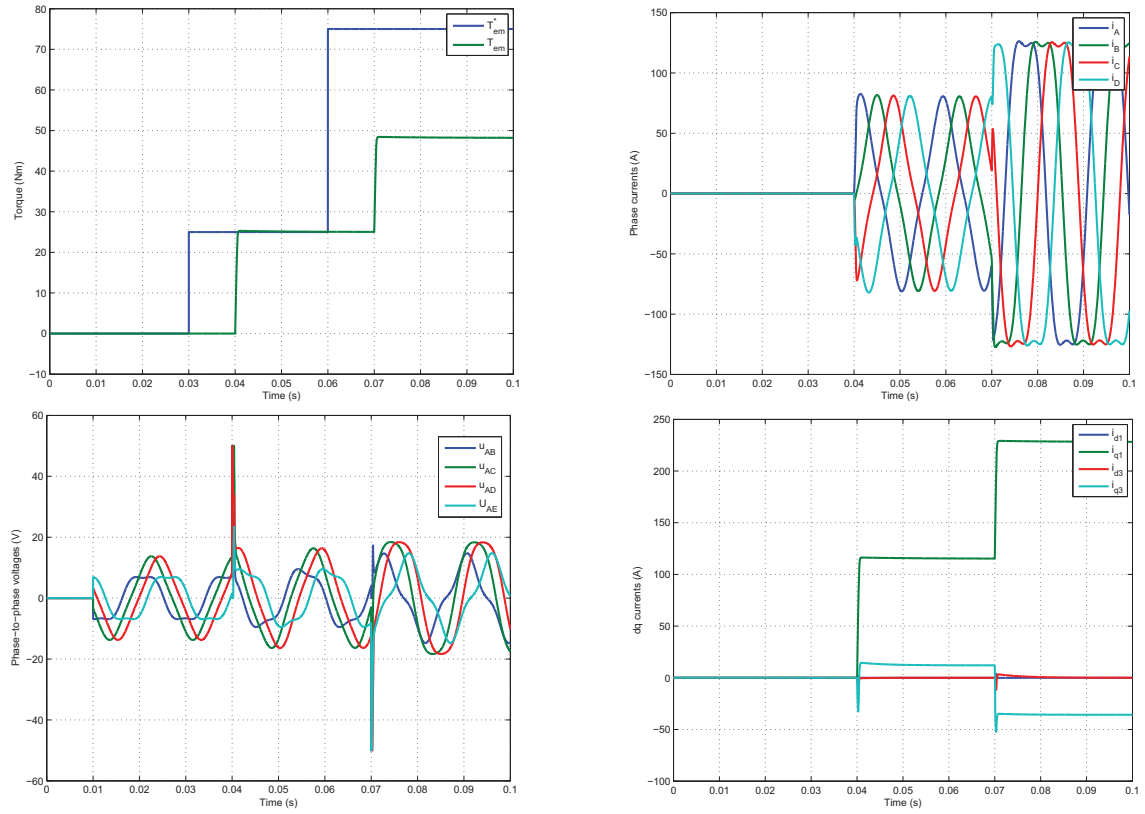 80
70
60
50
40
30
20
10
0
−10
Torque (Nm)
T*em
Tem
0 0.01 0.02 0.03 0.04 0.05 0.06 0.07 0.08 0.09 0.1
Time (s)
150
100
50
0
−50
−100
−150
Phase currents (A)
iA
iB
iC
iD
0 0.01 0.02 0.03 0.04 0.05 0.06 0.07 0.08 0.09 0.1
Time (s)
60
40
20
0
−20
−40
−60
Phase−to−phase voltages (V)
uAB
uAC
uAD
UAE
0 0.01 0.02 0.03 0.04 0.05 0.06 0.07 0.08 0.09 0.1
Time (s)
250
200
150
100
50
0
−50
−100
dq currents (A)
id1
iq1
id3
iq3
0 0.01 0.02 0.03 0.04 0.05 0.06 0.07 0.08 0.09 0.1
Time (s)